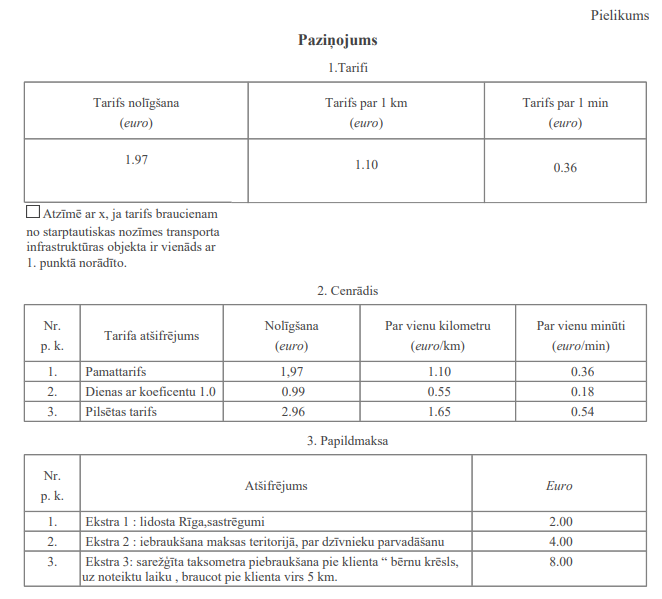 Pielikums
Paziņojums
1.Tarifi
Tarifs nolīgšana
(euro)
Tarifs par 1 km
(euro)
Tarifs par 1 min
(euro)
1.97
1.10
0.36
Atzīmē ar x, ja tarifs braucienam
no starptautiskas nozīmes transporta
infrastruktūras objekta ir vienāds ar
1. punktā norādīto.
2. Cenrādis
Nr.
p. k.
Tarifa atšifrējums
Nolīgšana
(euro)
Par vienu kilometru
(euro/km)
Par vienu minūti
(euro/min)
1. Pamattarifs 1,97 1.10 0.36
2. Dienas ar koeficentu 1.0 0.99 0.55 0.18
3. Pilsētas tarifs 2.96 1.65 0.54
3. Papildmaksa
Nr.
p. k.
Atšifrējums
Euro
1. Ekstra 1 : lidosta Rīga,sastrēgumi 2.00
2. Ekstra 2 : iebraukšana maksas teritorijā, par dzīvnieku parvadāšanu 4.00
3. Ekstra 3: sarežģīta taksometra piebraukšana pie klienta “ bērnu krēsls, 8.00
uz noteiktu laiku , braucot pie klienta virs 5 km.